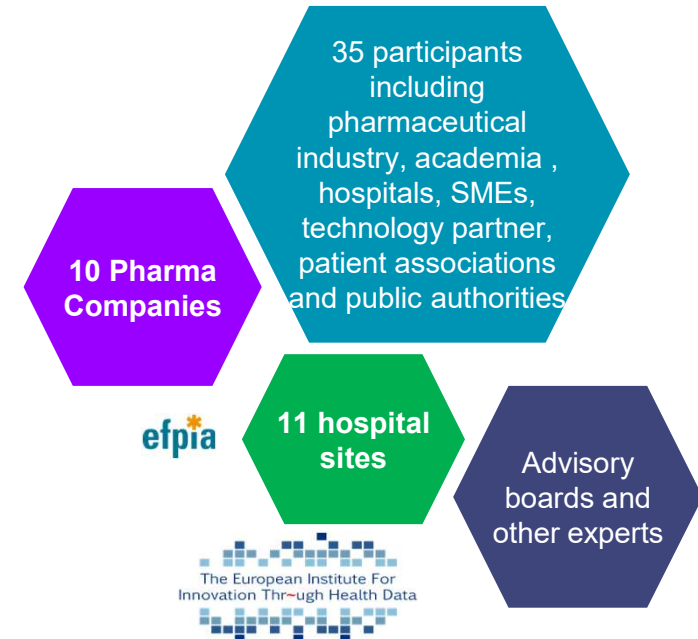 35 participants
including
pharmaceutical
industry, academia ,
hospitals, SMEs,
technology partner,
patient associations
and public authorities
10 Pharma
Companies
efpia
11 hospital
sites
Advisory
boards and
other experts
The European Institute For
Innovation Thr~ugh Health Data